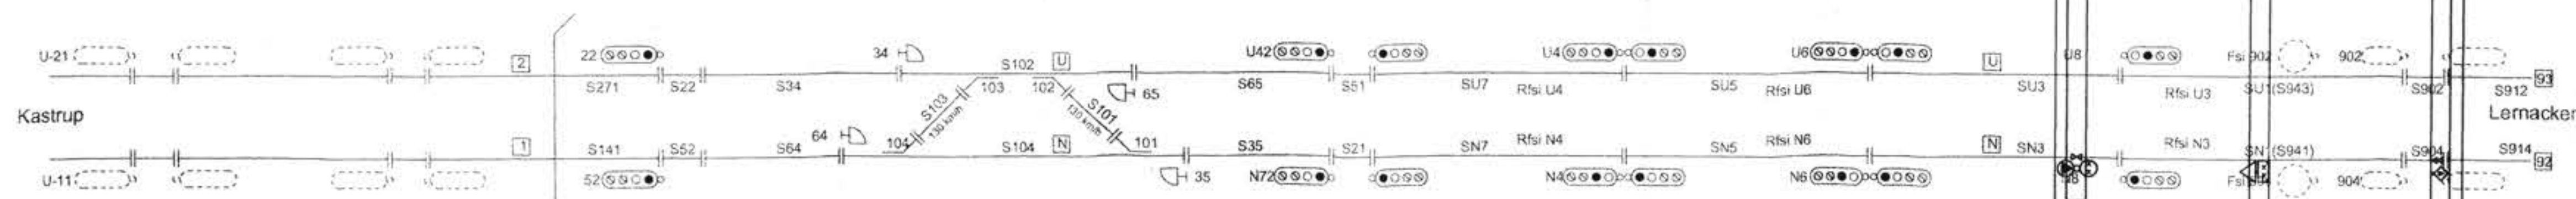 U-21
2
22
34
S102
U
U42
U4
U6
U
U8
Fsi 902
902
S271
S22
S34
103
102
65
S65
S51
SU7
Rfsi U4
SU5
Rfsi U6
SU3
Rfsi U3
SU1(S943)
S902
S912
93
Kastrup
S103
130 km/h
S101
130 km/h
Lernacken
64
104
1
S141
S52
S64
S104
N
101
S35
S21
SN7
Rfsi N4
SN5
Rfsi N6
N
SN3
Rfsi N3
SN1(S941)
S904
S914
92
U-11
52
35
N72
N4
N6
904